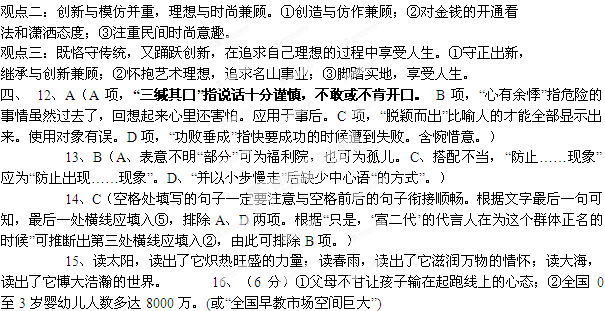 观点二：创新与模仿并重，理想与时尚兼顾。①创造与仿作兼顾；②对金钱的开通看
法和潇洒态度；③注重民间时尚意趣。
观点三：既恪守传统，又踊跃创新，在追求自己理想的过程中享受人生。①守正出新，
继承与创新兼顾；②怀抱艺术理想，追求名山事业；③脚踏实地，享受人生。
四、 12、A（A 项，“三缄其口”指说话十分谨慎，不敢或不肯开口。 B 项，“心有余悸”指危险的
事情虽然过去了，回想起来心里还害怕。应用于事后。C 项，“脱颖而出”比喻人的才能全部显示出
来。使用对象有误。D 项，“功败垂成”指快要成功的时候遭到失败。含惋惜意。）
13、B（A、表意不明“部分”可为福利院，也可为孤儿。C、搭配不当，“防止……现象”
应为“防止出现……现象”。D、“并以小步慢走”后缺少中心语“的方式”。）
14、C（空格处填写的句子一定要注意与空格前后的句子衔接顺畅。根据文字最后一句可
知，最后一处横线应填入⑤，排除 A、D 两项。根据“只是，‘宫二代’的代言人在为这个群体正名的
时候”可推断出第三处横线应填入②，由此可排除 B 项。）
15、读太阳，读出了它炽热旺盛的力量；读春雨，读出了它滋润万物的情怀；读大海，
读出了它博大浩瀚的世界。 16、（6 分）①父母不甘让孩子输在起跑线上的心态；②全国 0
至 3 岁婴幼儿人数多达 8000 万。(或“全国早教市场空间巨大”)